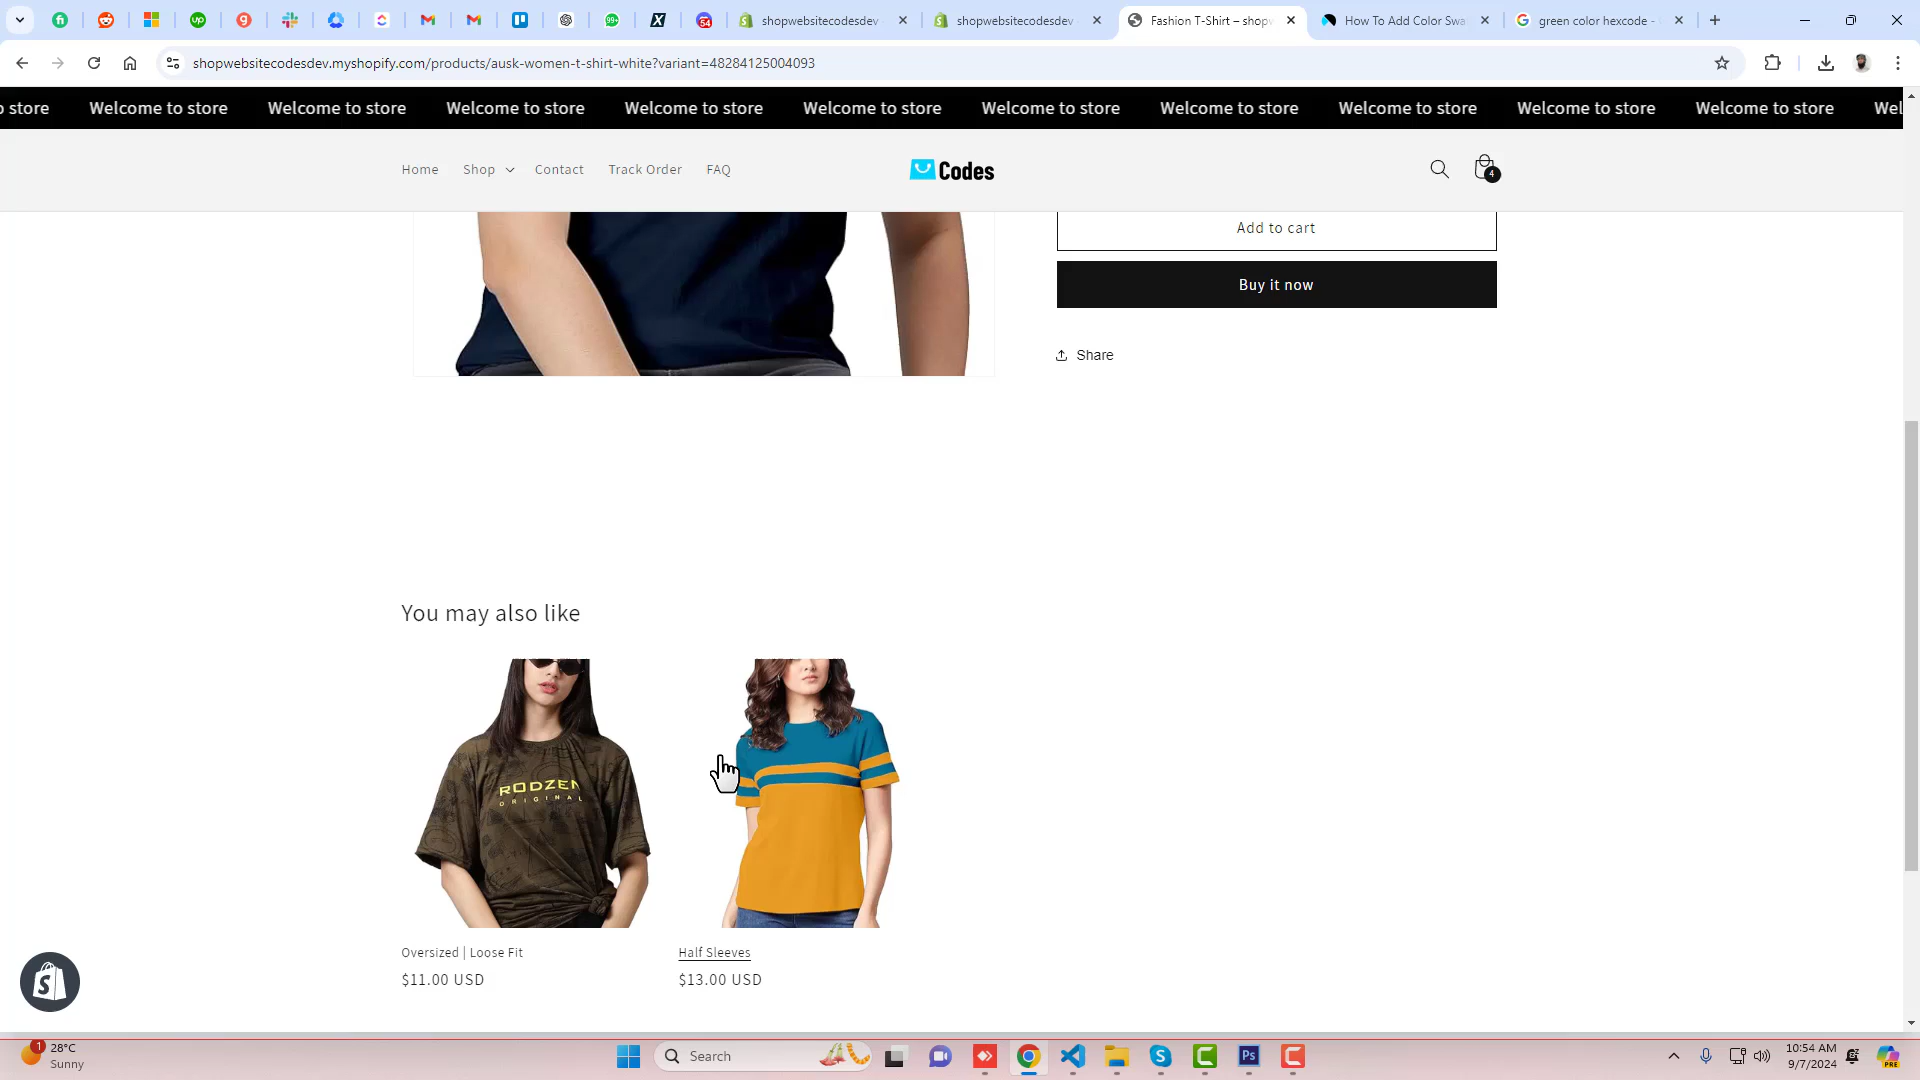 shopwebsitecodesdev
shopwebsitecodesdev
Fashion T-Shirt – shopw
How To Add Color Swa
green color hexcode -
shopwebsitecodesdev.myshopify.com/products/ausk-women-t-shirt-white?variant=48284125004093
o store Welcome to store Welcome to store Welcome to store Welcome to store Welcome to store Welcome to store Welcome to store Welcome to store Welcome to store Welcome to store Wel
Home Shop Contact Track Order FAQ
Codes
4
Add to cart
Buy it now
Share
You may also like
RODZEN
ORIGINAL
Oversized | Loose Fit
Half Sleeves
$11.00 USD
$13.00 USD
1
28°C
Sunny
Search
10:54 AM
9/7/2024